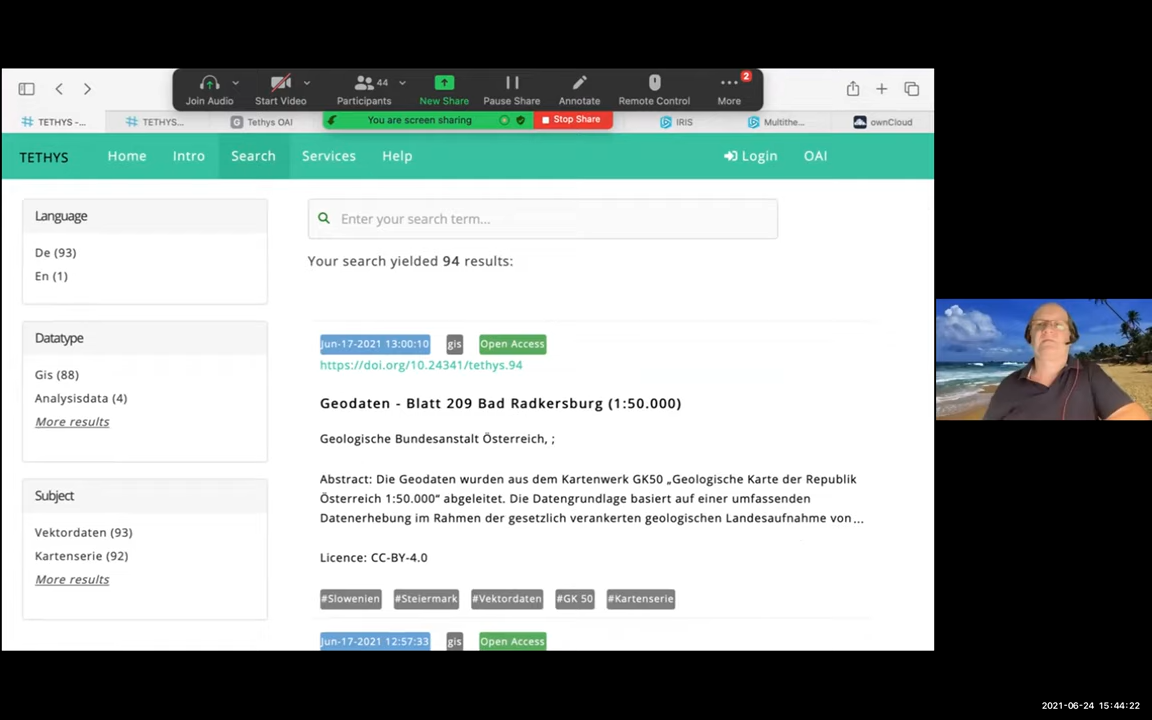 44
2
Join Audio
Start Video
Participants
New Share
Pause Share
Annotate
Remote Control
More
TETHYS -...
TETHYS...
Tethys OAI
You are screen sharing
Stop Share
IRIS
Multithe...
ownCloud
TETHYS
Home
Intro
Search
Services
Help
Login
OAI
Language
De (93)
En (1)
Datatype
Gis (88)
Analysisdata (4)
More results
Subject
Vektordaten (93)
Kartenserie (92)
More results
Enter your search term...
Your search yielded 94 results:
Jun-17-2021 13:00:10 gis Open Access
https://doi.org/10.24341/tethys.94
Geodaten - Blatt 209 Bad Radkersburg (1:50.000)
Geologische Bundesanstalt Österreich, ;
Abstract: Die Geodaten wurden aus dem Kartenwerk GK50 „Geologische Karte der Republik
Österreich 1:50.000“ abgeleitet. Die Datengrundlage basiert auf einer umfassenden
Datenerhebung im Rahmen der gesetzlich verankerten geologischen Landesaufnahme von...
Licence: CC-BY-4.0
#Slowenien #Steiermark #Vektordaten #GK 50 #Kartenserie
Jun-17-2021 12:57:33 gis Open Access
2021-06-24 15:44:22